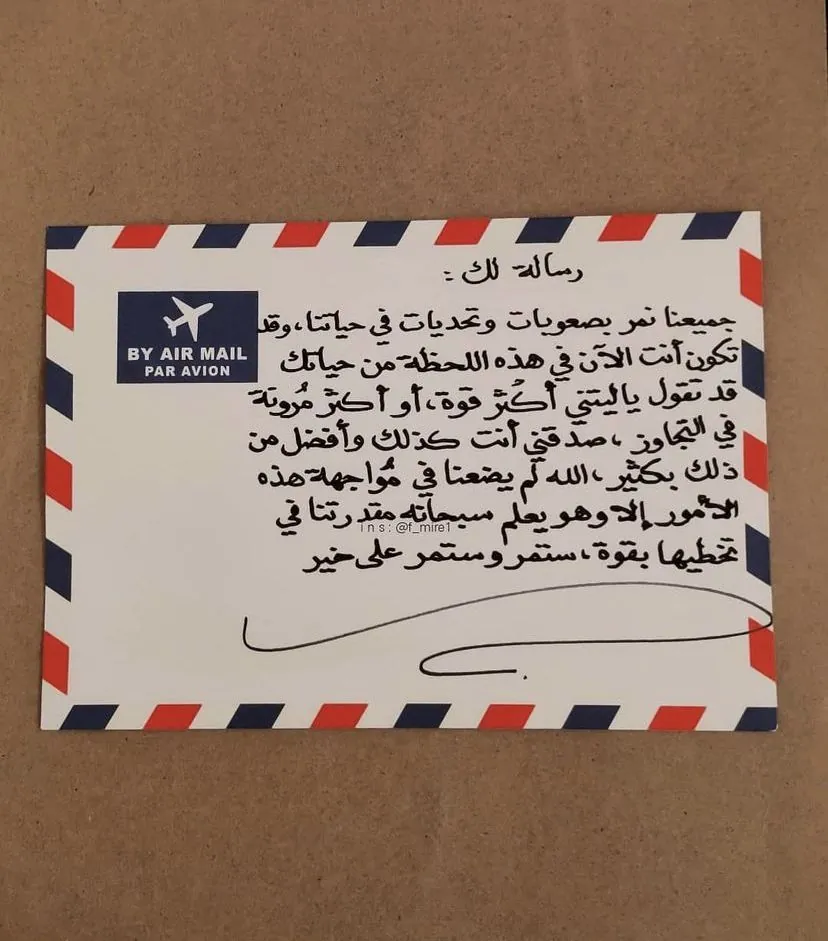 رسالة لك :
جميعنا نمر بصعوبات وتحديات في حياتنا، وقد
تكون أنت الآن في هذه اللحظة من حياتك
قد تقول ياليتني أكثر قوة، أو أكثر مُرونة
في التجاوز، صدقني أنت كذلك وأفضل من
ذلك بكثير، الله لم يضعنا في مُواجهة هذه
الأمور إلا وهو يعلم سبحانه مقدرتنا في
تخطيها بقوة، ستمر وستمر على خير
BY AIR MAIL
PAR AVION
ins: @f_mire1